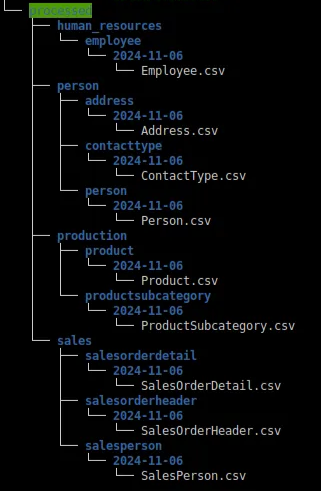 processed
human_resources
employee
2024-11-06
Employee.csv
person
address
2024-11-06
Address.csv
contacttype
2024-11-06
ContactType.csv
person
2024-11-06
Person.csv
production
product
2024-11-06
Product.csv
productsubcategory
2024-11-06
ProductSubcategory.csv
sales
salesorderdetail
2024-11-06
SalesOrderDetail.csv
salesorderheader
2024-11-06
SalesOrderHeader.csv
salesperson
2024-11-06
SalesPerson.csv